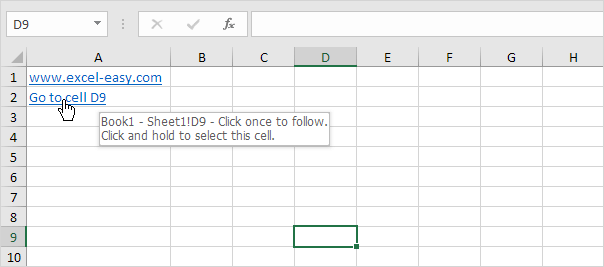 D9 fx
A B C D E F G H
1 www.excel-easy.com
2 Go to cell D9
3
Book1 - Sheet1!D9 - Click once to follow.
4
Click and hold to select this cell.
5
6
7
8
9
10